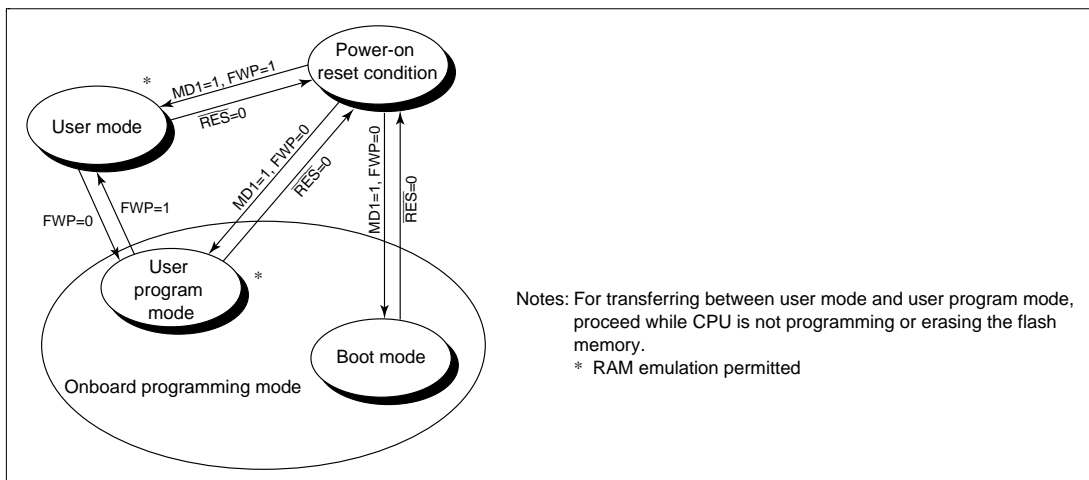 Power-on
reset condition
*
MD1=1, FWP=1
RES=0
User mode
MD1=1, FWP=0
RES=0
MD1=1, FWP=0
RES=0
FWP=0
FWP=1
User
program
mode
*
Boot mode
Onboard programming mode
Notes: For transferring between user mode and user program mode,
proceed while CPU is not programming or erasing the flash
memory.
* RAM emulation permitted